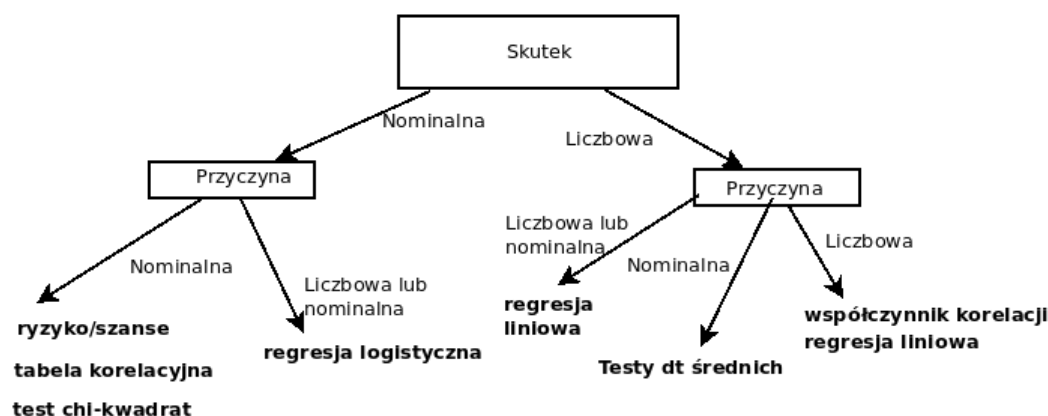 Skutek
Nominalna
Liczbowa
Przyczyna
Przyczyna
Nominalna
Liczbowa lub
nominalna
Liczbowa lub
nominalna
Nominalna
Liczbowa
ryzyko/szanse
tabela korelacyjna
test chi-kwadrat
regresja logistyczna
regresja
liniowa
Testy dt średnich
współczynnik korelacji
regresja liniowa